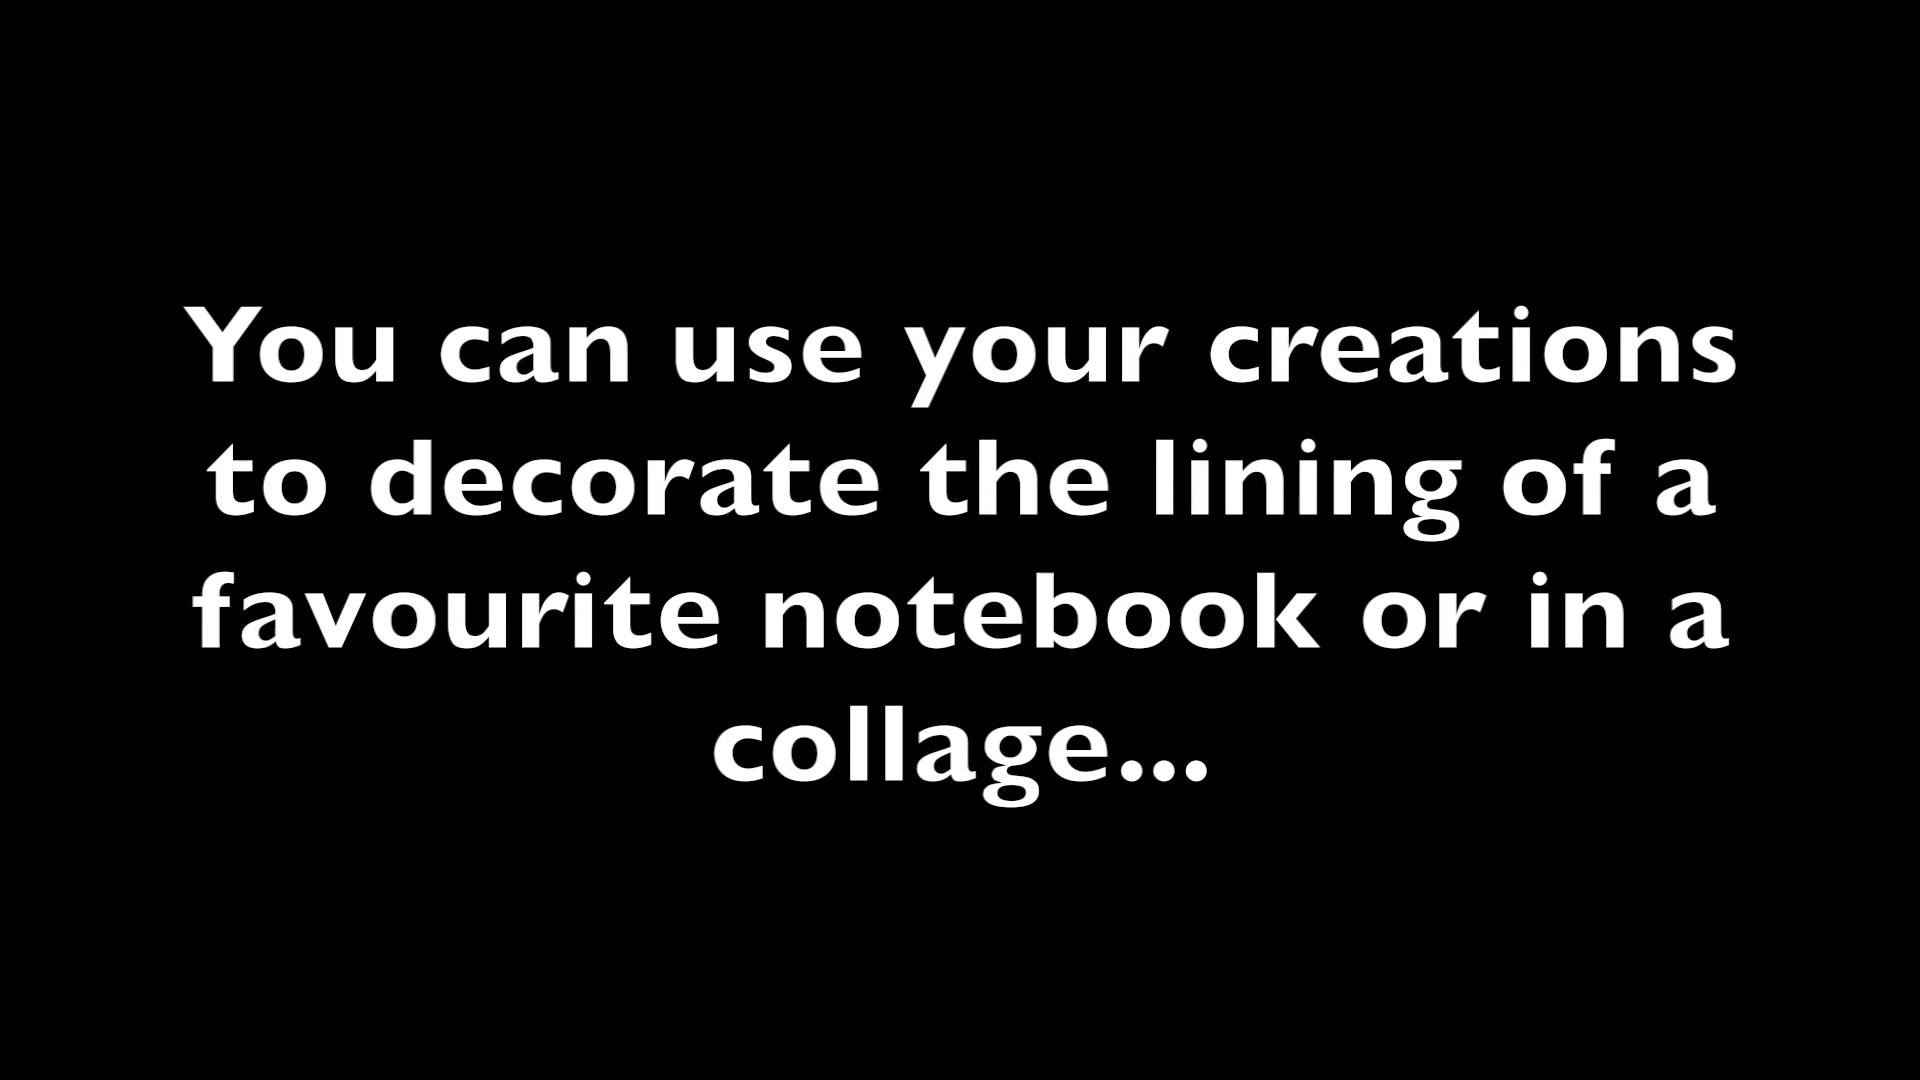 You can use your creations
to decorate the lining of a
favourite notebook or in a
collage...